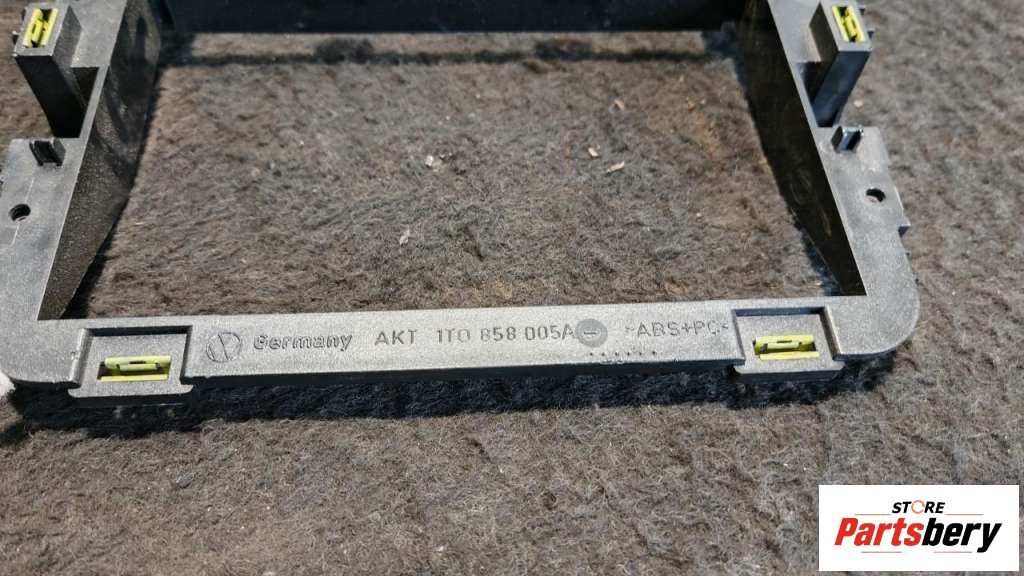 Germany AKT 1T0 858 005A >ABS+PC<
STORE
Partsbery